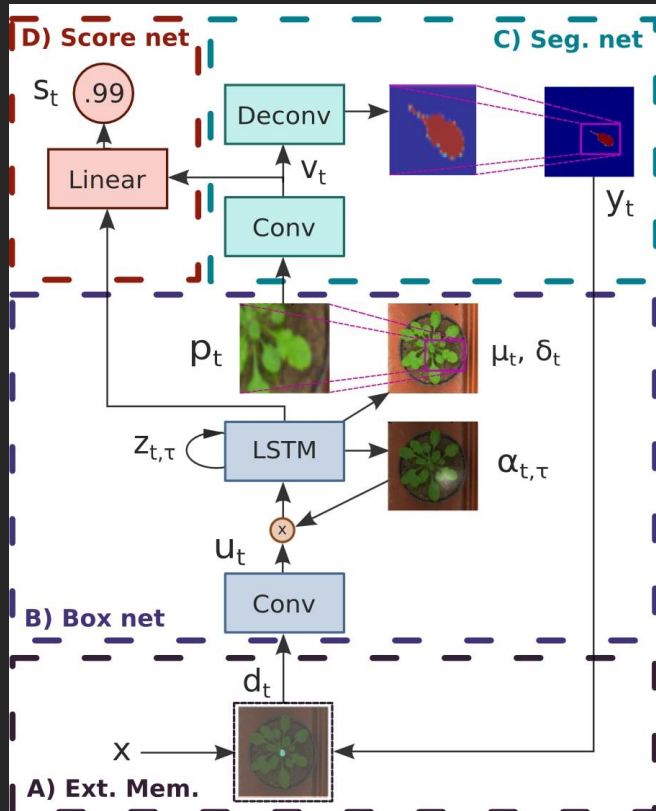 D) Score net
C) Seg. net
sₜ
.99
Deconv
Linear
vₜ
yₜ
Conv
pₜ
μₜ, δₜ
zₜ,τ
LSTM
αₜ,τ
x
uₜ
Conv
B) Box net
dₜ
x
A) Ext. Mem.